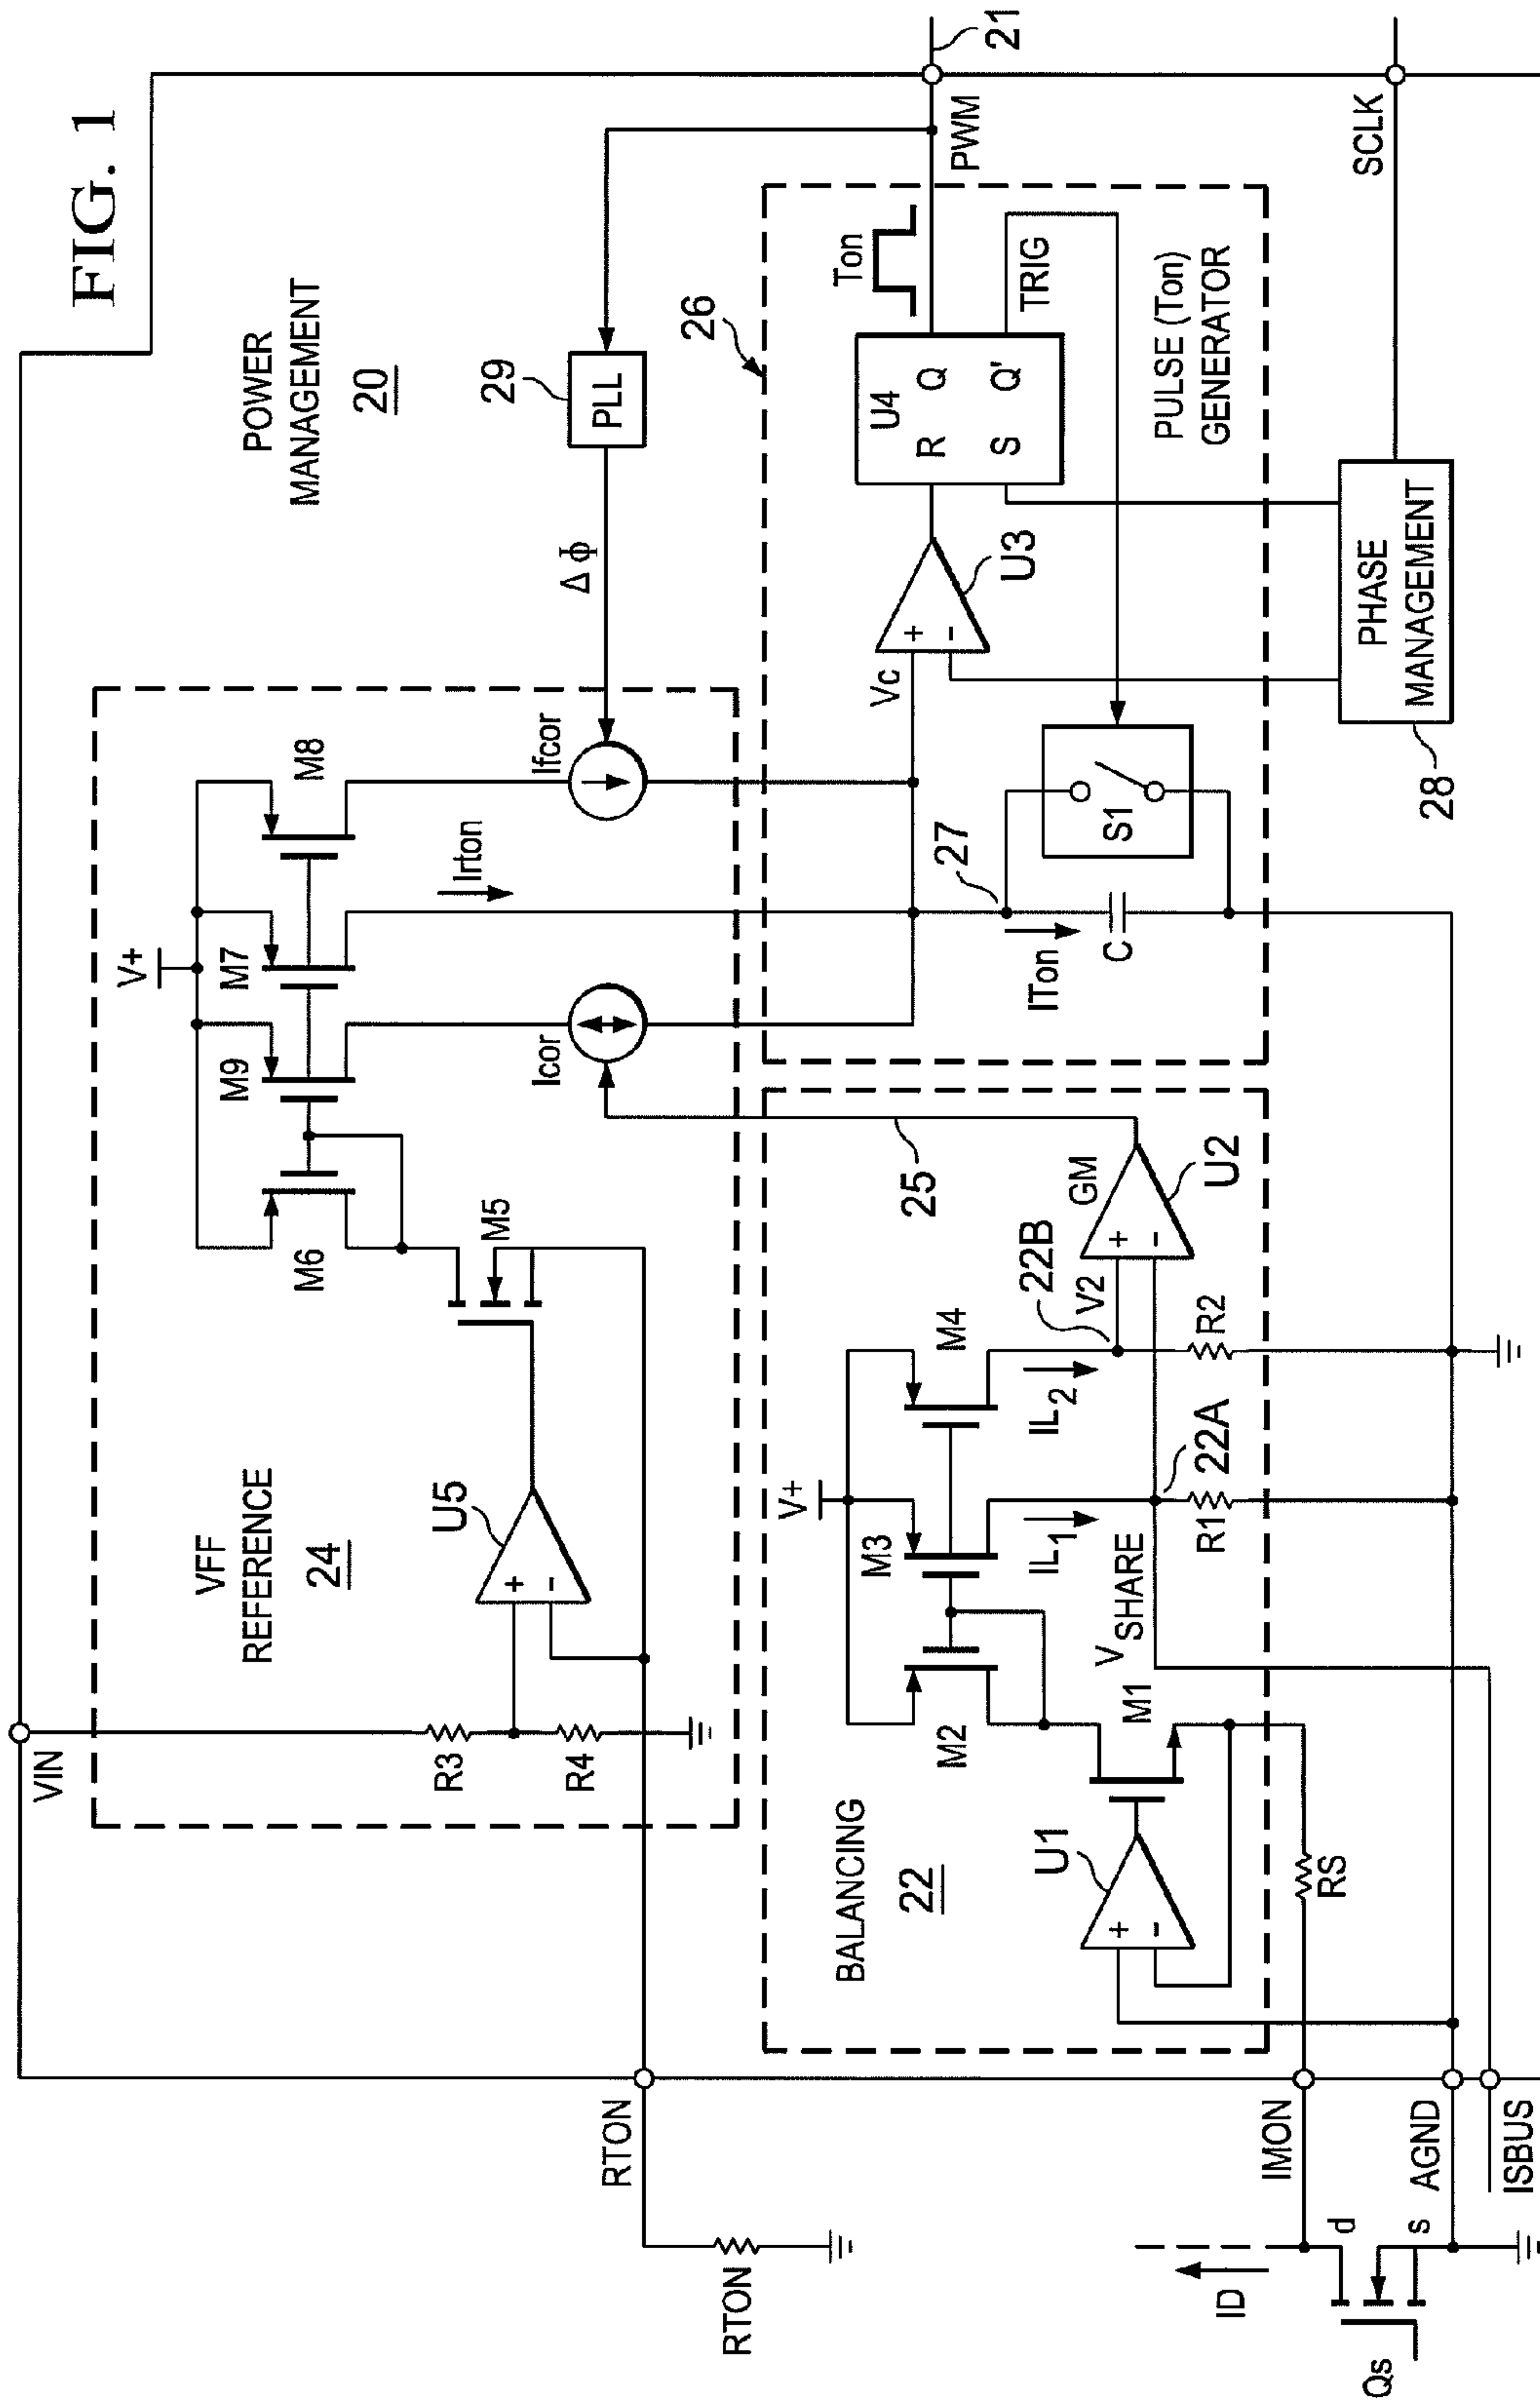 FIG. 1
POWER
MANAGEMENT
20
VIN
VFF
REFERENCE
24
R3
R4
U5
+
-
M5
M6
M9
M7
M8
V+
Irton
Icor
Ifcor
Δ Φ
PLL
29
RTON
RTON
BALANCING
22
U1
+
-
M1
M2
M3
M4
V+
IL1
IL2
VSHARE
22A
22B
V2
R1
R2
GM
+
-
U2
25
RS
26
27
ITon
C
S1
Vc
+
-
U3
U4
R Q
S Q'
Ton
TRIG
PULSE (Ton)
GENERATOR
PWM
21
PHASE
MANAGEMENT
28
SCLK
IMON
AGND
ISBUS
ID
d
s
Qs